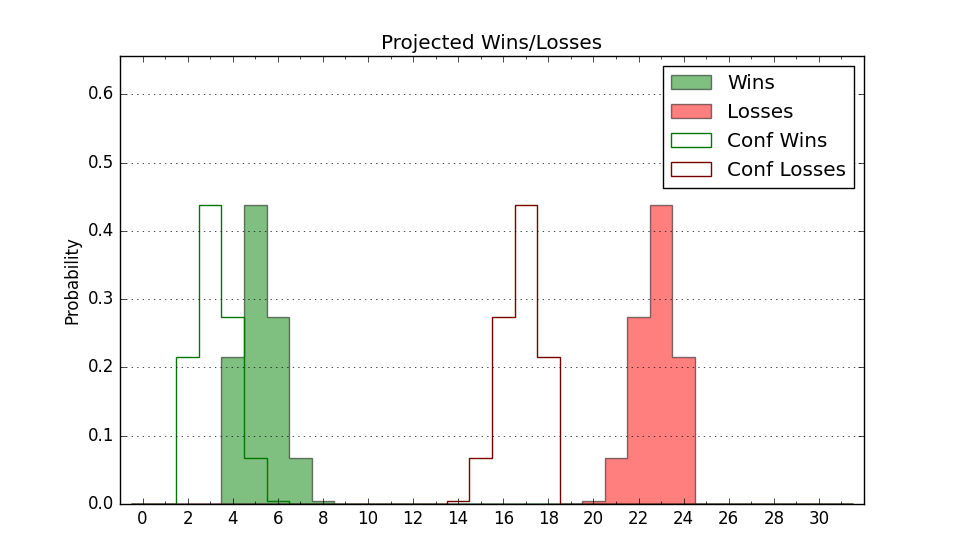 Projected Wins/Losses
Wins
Losses
Conf Wins
Conf Losses
Probability
0.6
0.5
0.4
0.3
0.2
0.1
0.0
0 2 4 6 8 10 12 14 16 18 20 22 24 26 28 30